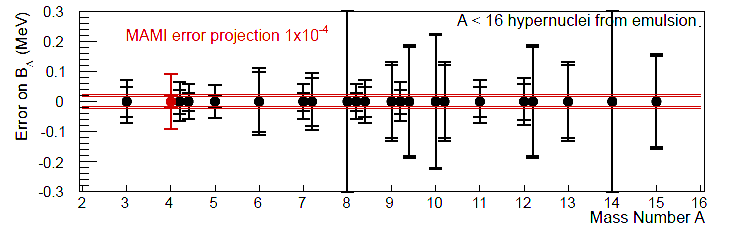 0.3
A < 16 hypernuclei from emulsion.
MAMI error projection 1x10⁻⁴
0.2
0.1
0
-0.1
-0.2
-0.3
Error on B_Λ (MeV)
2 3 4 5 6 7 8 9 10 11 12 13 14 15 16
Mass Number A